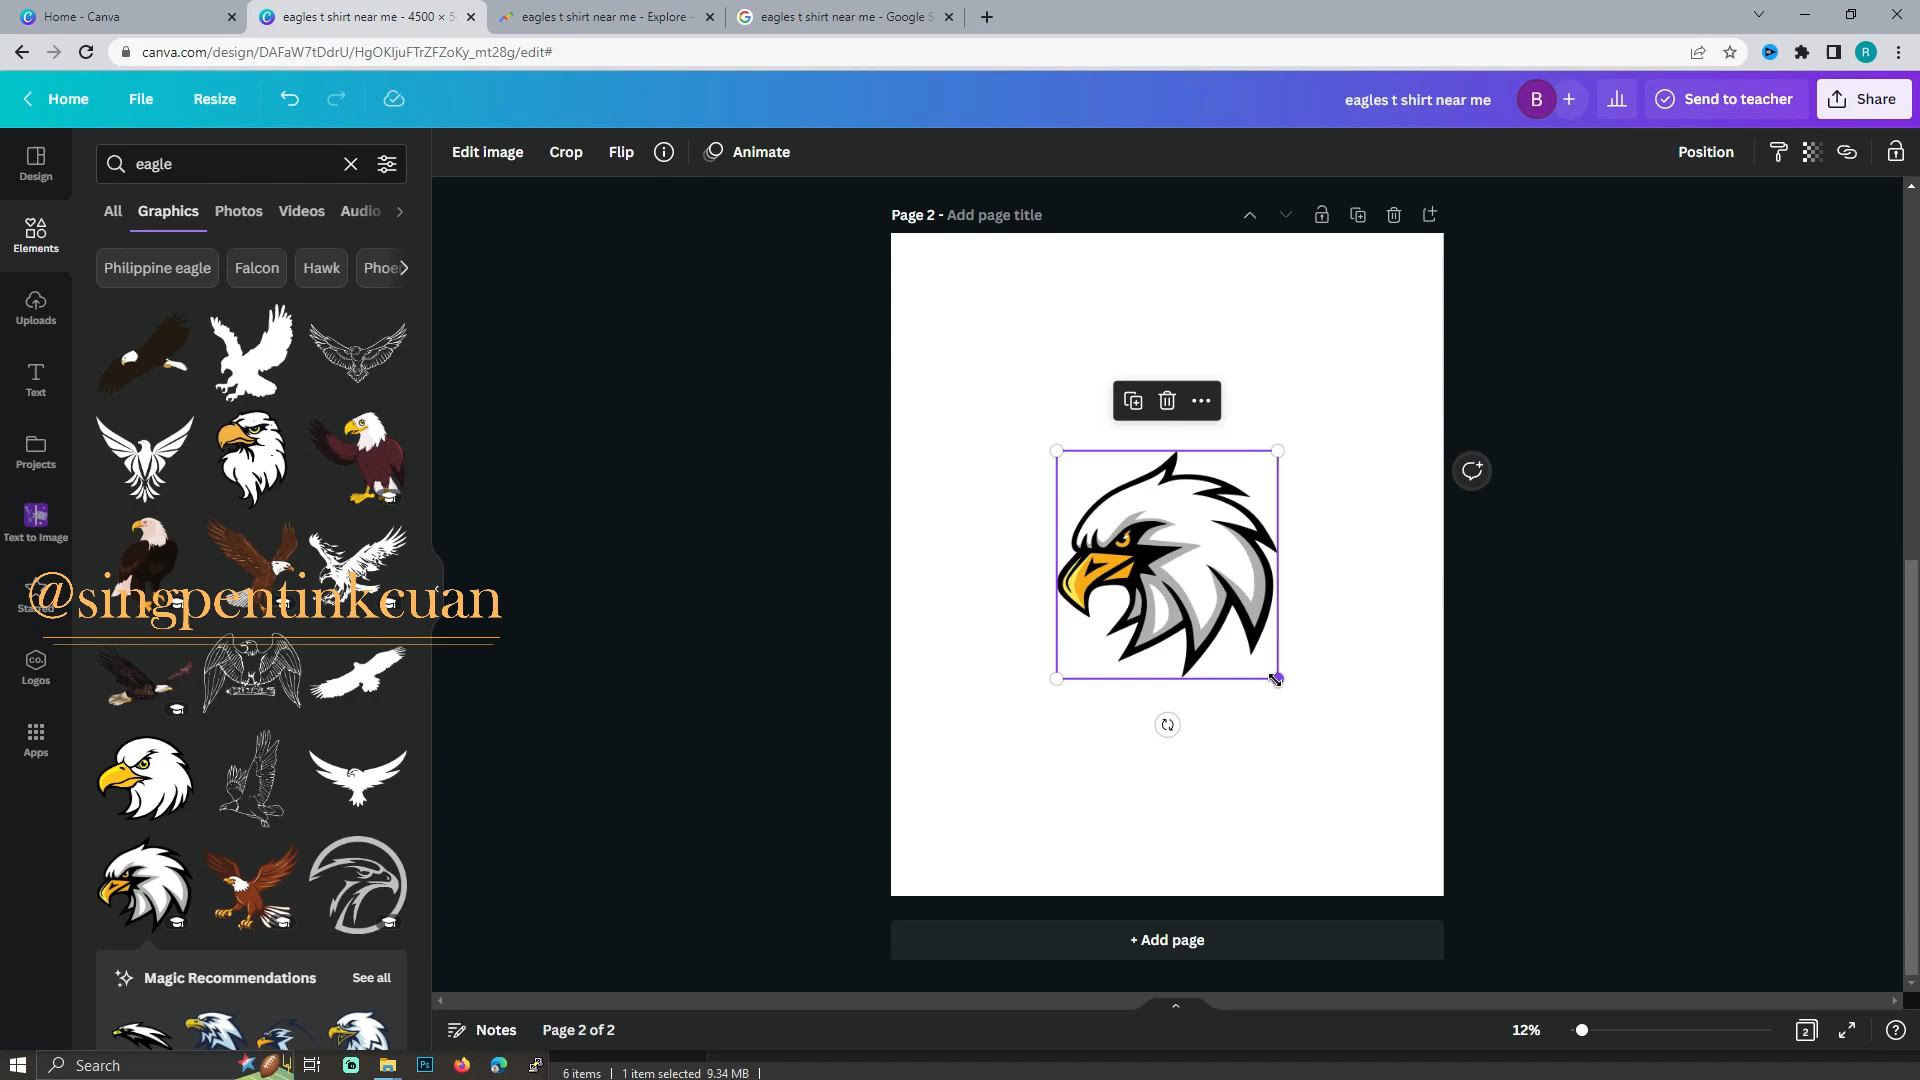 Home - Canva
eagles t shirt near me - 4500 × 5
eagles t shirt near me - Explore -
eagles t shirt near me - Google S
canva.com/design/DAFaW7tDdrU/HgOKIjuFTrZFZoKy_mt28g/edit#
R
Home
File
Resize
eagles t shirt near me
B
+
Send to teacher
Share
Design
Elements
Uploads
Text
Projects
Text to Image
Logos
Apps
eagle
All
Graphics
Photos
Videos
Audio
Philippine eagle
Falcon
Hawk
@singpentinkcuan
CO.
Magic Recommendations
See all
Edit image
Crop
Flip
Animate
Position
Page 2 - Add page title
+ Add page
Notes
Page 2 of 2
12%
2
Search
Ps
6 items
1 item selected 9.34 MB